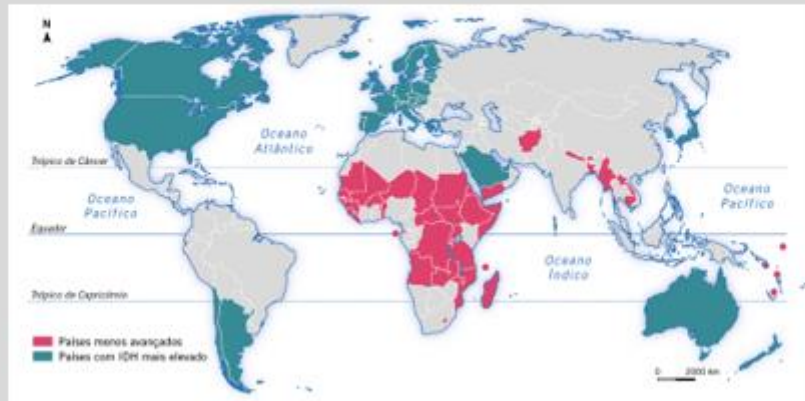 N
Oceano
Atlântico
Trópico de Câncer
Oceano
Pacífico
Oceano
Pacífico
Equador
Oceano
Índico
Trópico de Capricórnio
Países menos avançados
Países com IDH mais elevado
0 2000 km